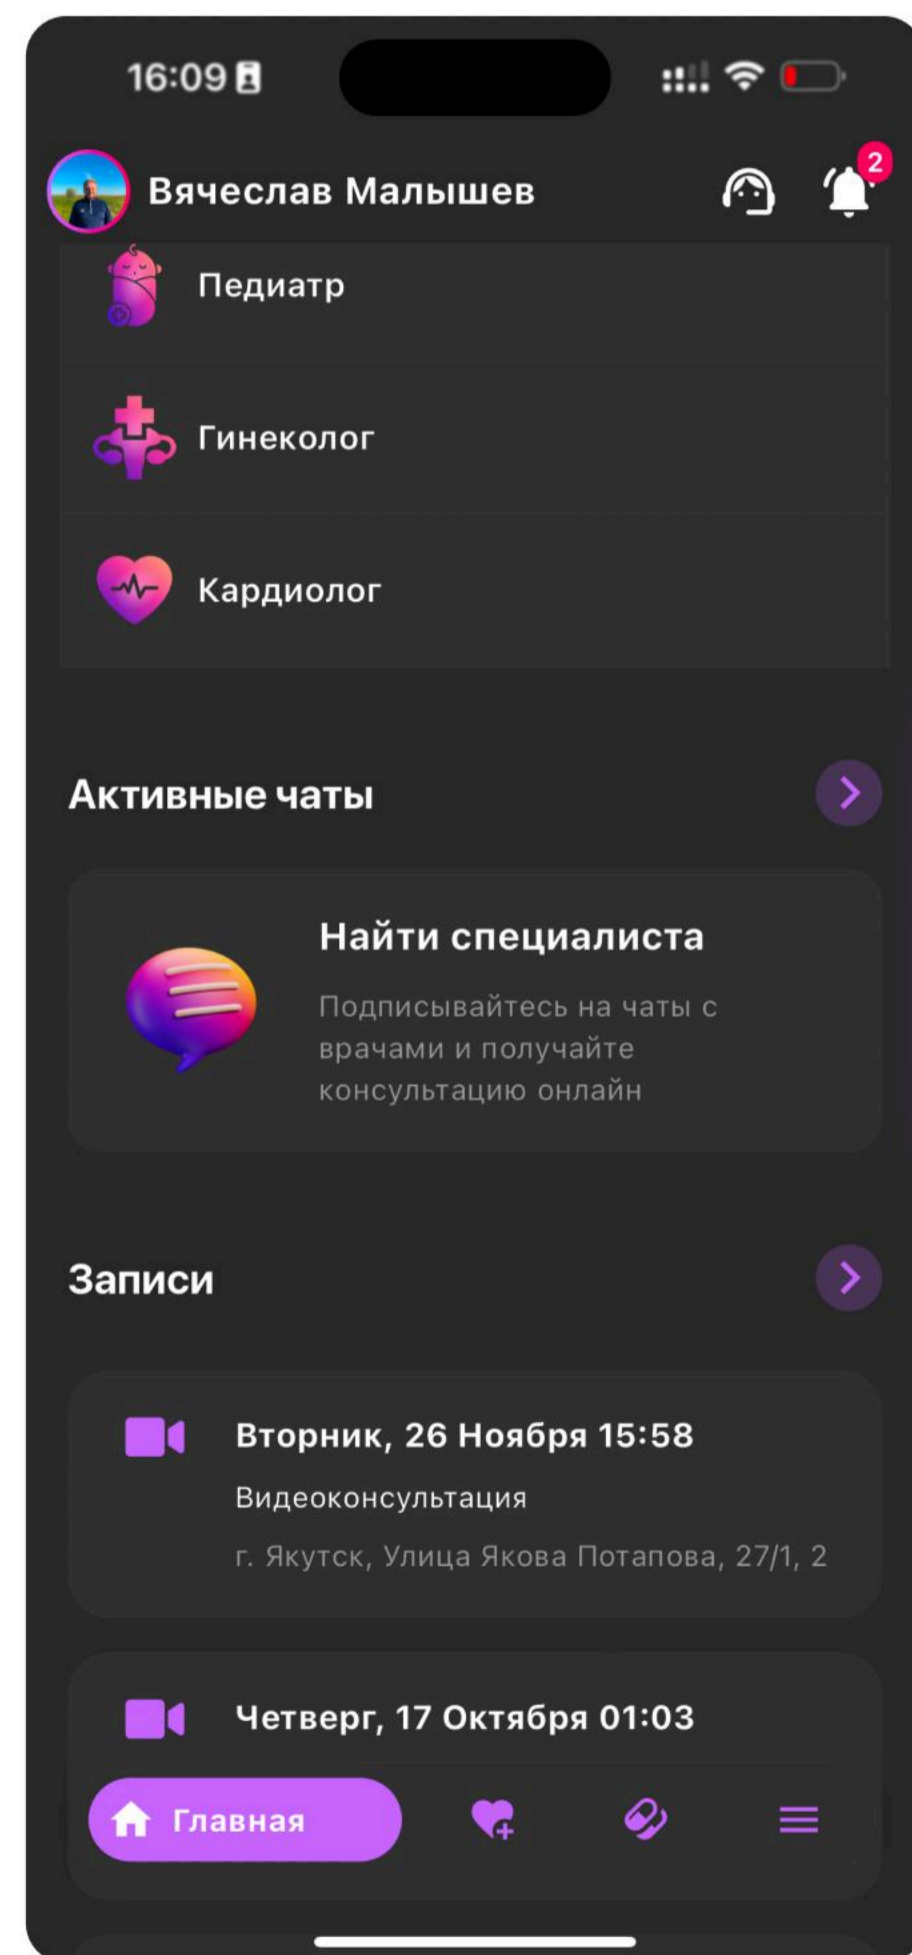 16:09
Вячеслав Малышев
2
Педиатр
Гинеколог
Кардиолог
Активные чаты
Найти специалиста
Подписывайтесь на чаты с
врачами и получайте
консультацию онлайн
Записи
Вторник, 26 Ноября 15:58
Видеоконсультация
г. Якутск, Улица Якова Потапова, 27/1, 2
Четверг, 17 Октября 01:03
Главная